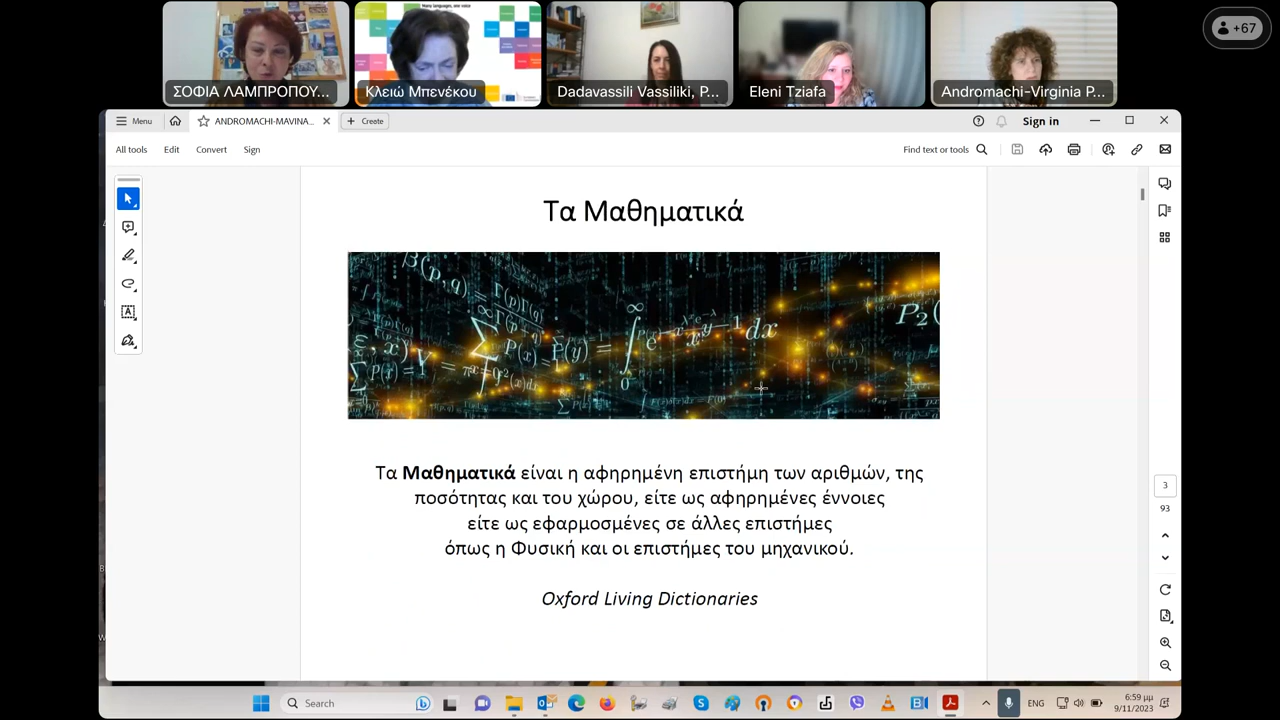 +67
ΣΟΦΙΑ ΛΑΜΠΡΟΠΟΥ...
Κλειώ Μπενέκου
Dadavassili Vassiliki, P...
Eleni Tziafa
Andromachi-Virginia P...
Menu
ANDROMACHI-MAVINA...
Create
Sign in
All tools
Edit
Convert
Sign
Find text or tools
Τα Μαθηματικά
Τα Μαθηματικά είναι η αφηρημένη επιστήμη των αριθμών, της
ποσότητας και του χώρου, είτε ως αφηρημένες έννοιες
είτε ως εφαρμοσμένες σε άλλες επιστήμες
όπως η Φυσική και οι επιστήμες του μηχανικού.
Oxford Living Dictionaries
3
93
Search
ENG
6:59 μμ
9/11/2023